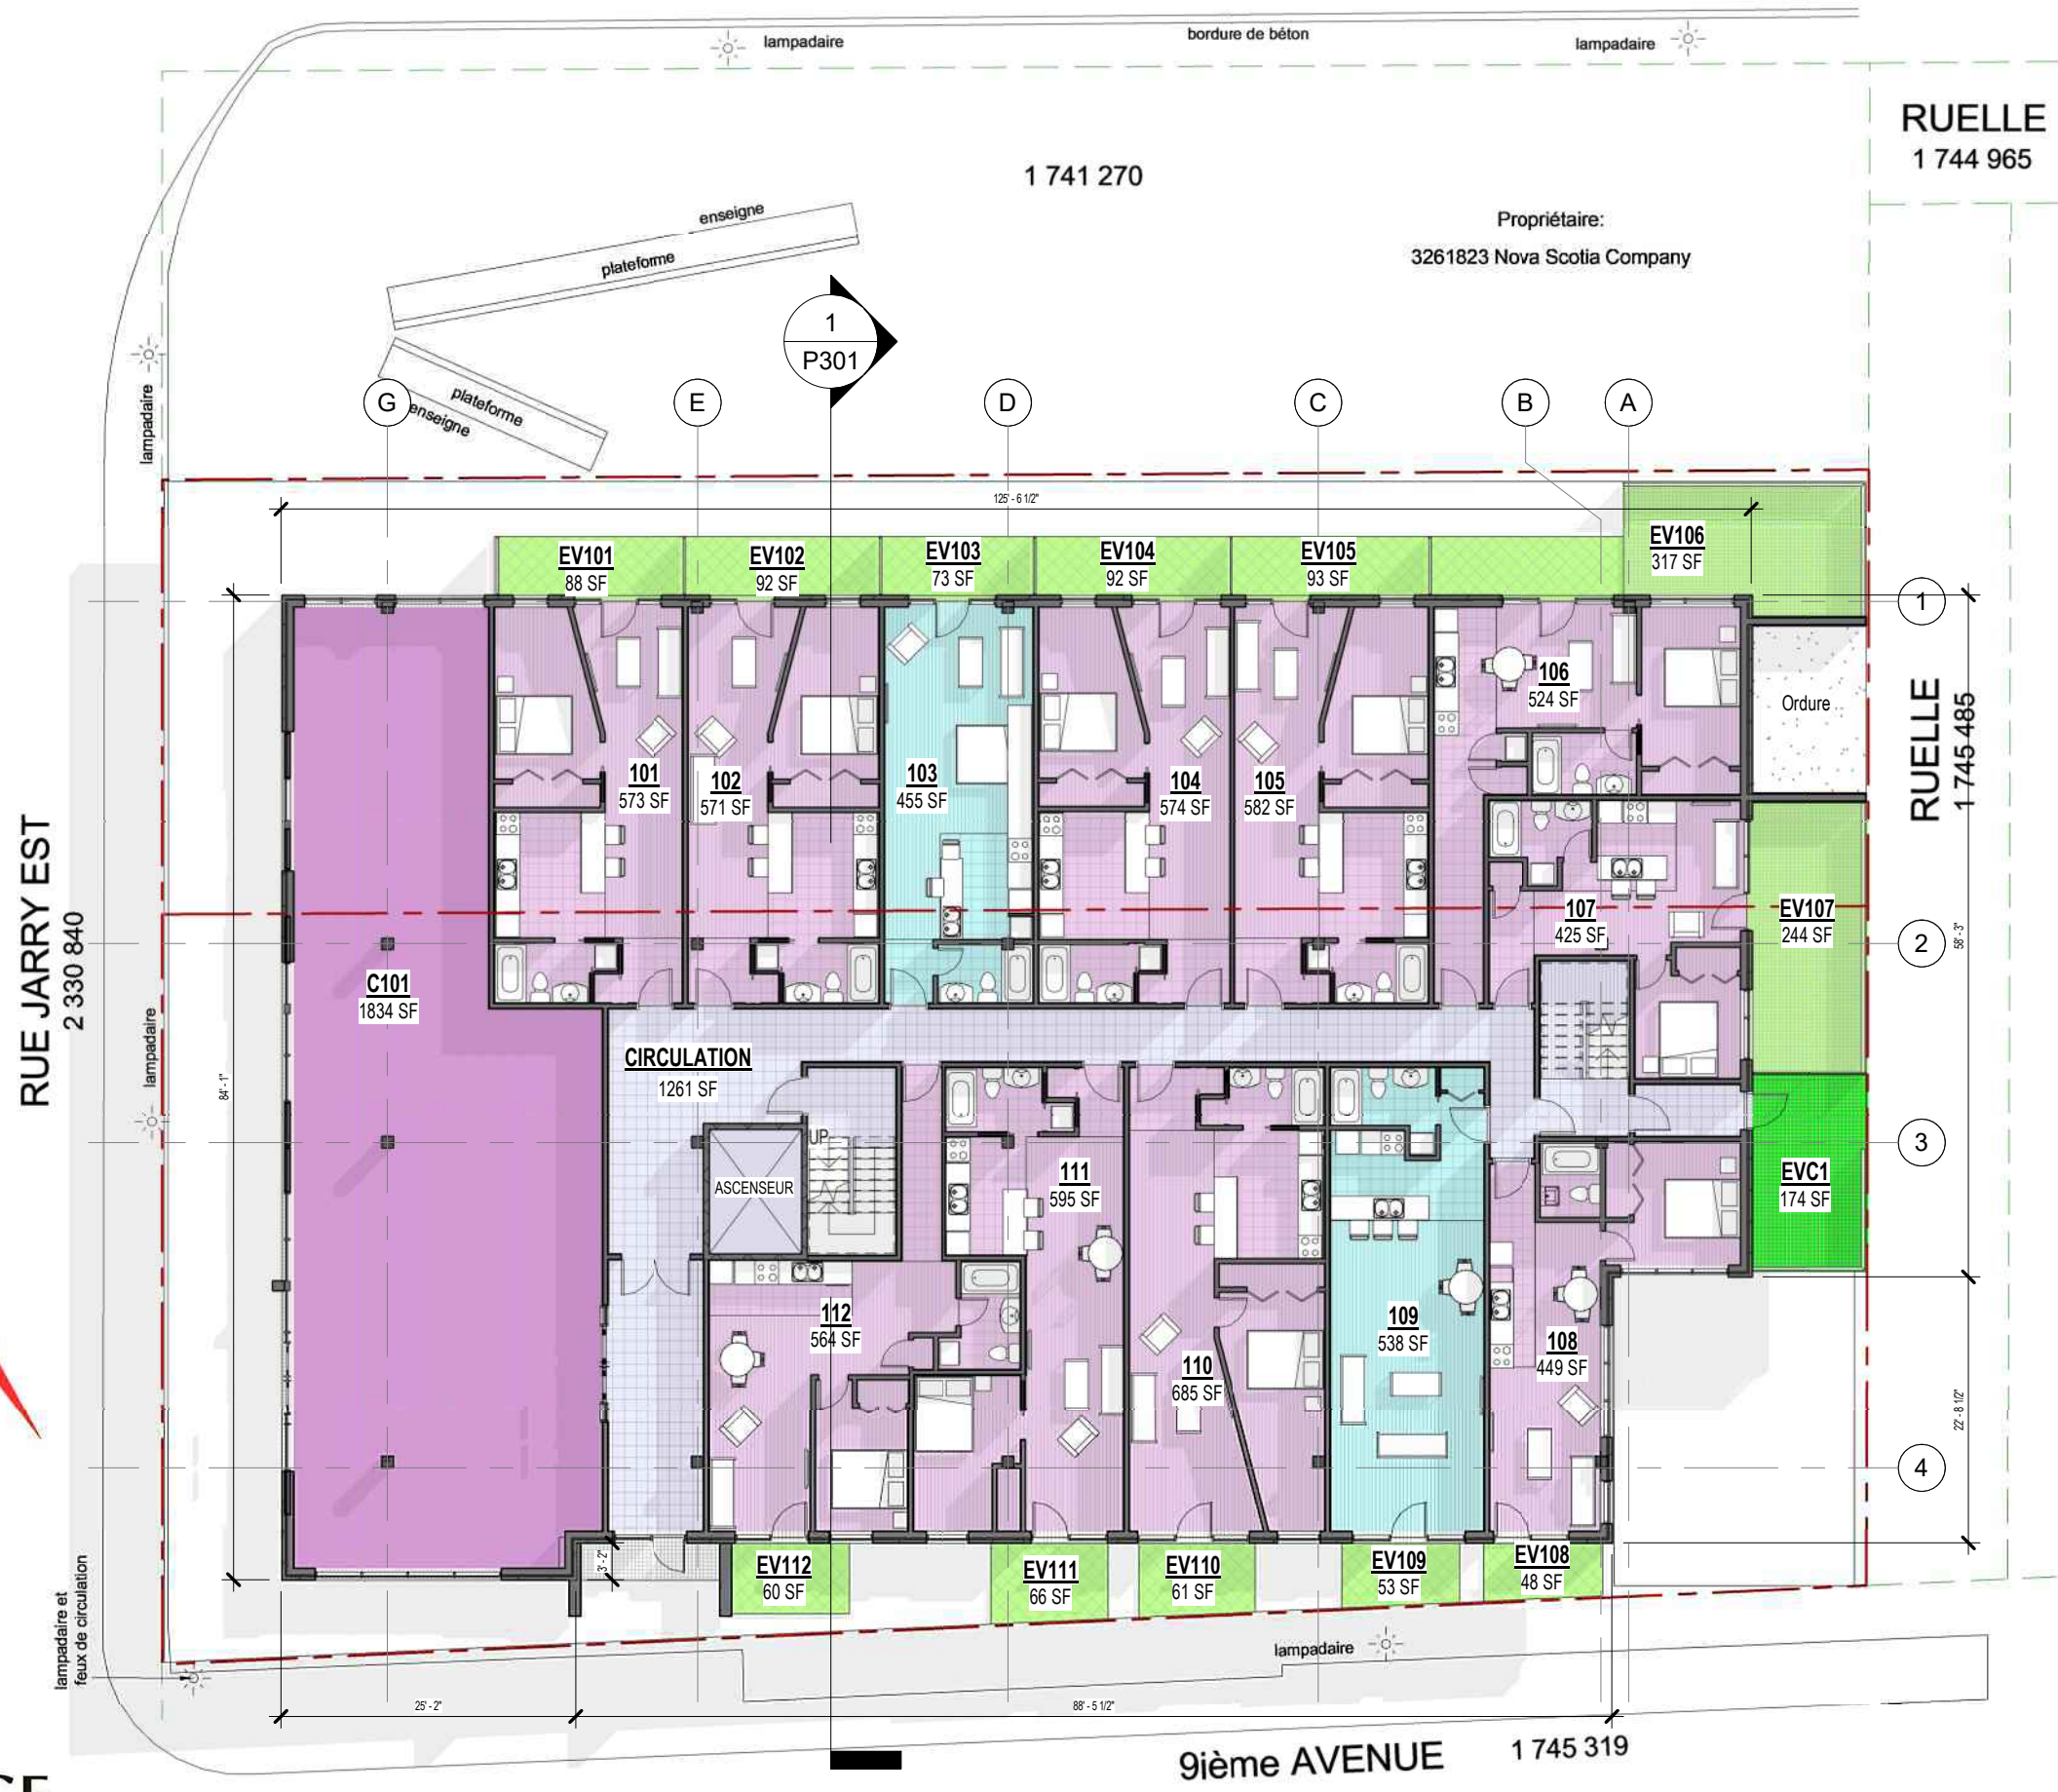 lampadaire
bordure de béton
lampadaire
RUELLE
1 744 965
1 741 270
Propriétaire:
3261823 Nova Scotia Company
enseigne
plateforme
plateforme
enseigne
1
P301
lampadaire
G
E
D
C
B
A
125' - 6 1/2"
EV101
88 SF
EV102
92 SF
EV103
73 SF
EV104
92 SF
EV105
93 SF
EV106
317 SF
1
101
573 SF
102
571 SF
103
455 SF
104
574 SF
105
582 SF
106
524 SF
Ordure
RUELLE
1 745 485
RUE JARRY EST
2 330 840
107
425 SF
EV107
244 SF
2
58' - 3"
C101
1834 SF
lampadaire
84' - 1"
CIRCULATION
1261 SF
UP
ASCENSEUR
3
EVC1
174 SF
111
595 SF
112
564 SF
110
685 SF
109
538 SF
108
449 SF
22' - 8 1/2"
4
3' - 2"
EV112
60 SF
EV111
66 SF
EV110
61 SF
EV109
53 SF
EV108
48 SF
lampadaire et
feux de circulation
lampadaire
25' - 2"
88' - 5 1/2"
9ième AVENUE
1 745 319